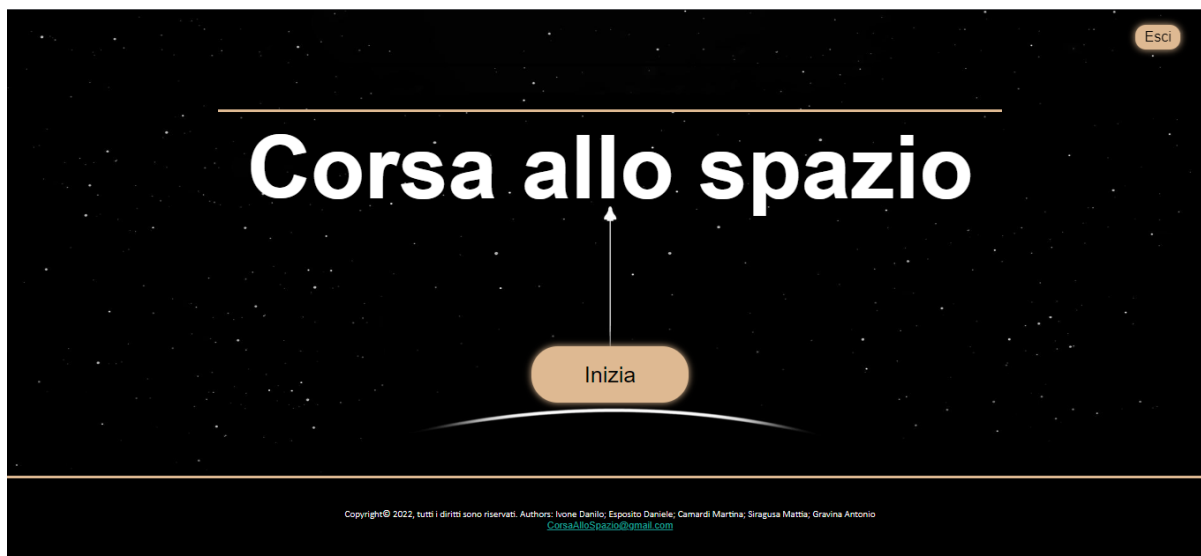 Esci
Corsa allo spazio
Inizia
Copyright© 2022, tutti i diritti sono riservati. Authors: Ivone Danilo; Esposito Daniele; Camardi Martina; Siragusa Mattia; Gravina Antonio
CorsaAlloSpazio@gmail.com